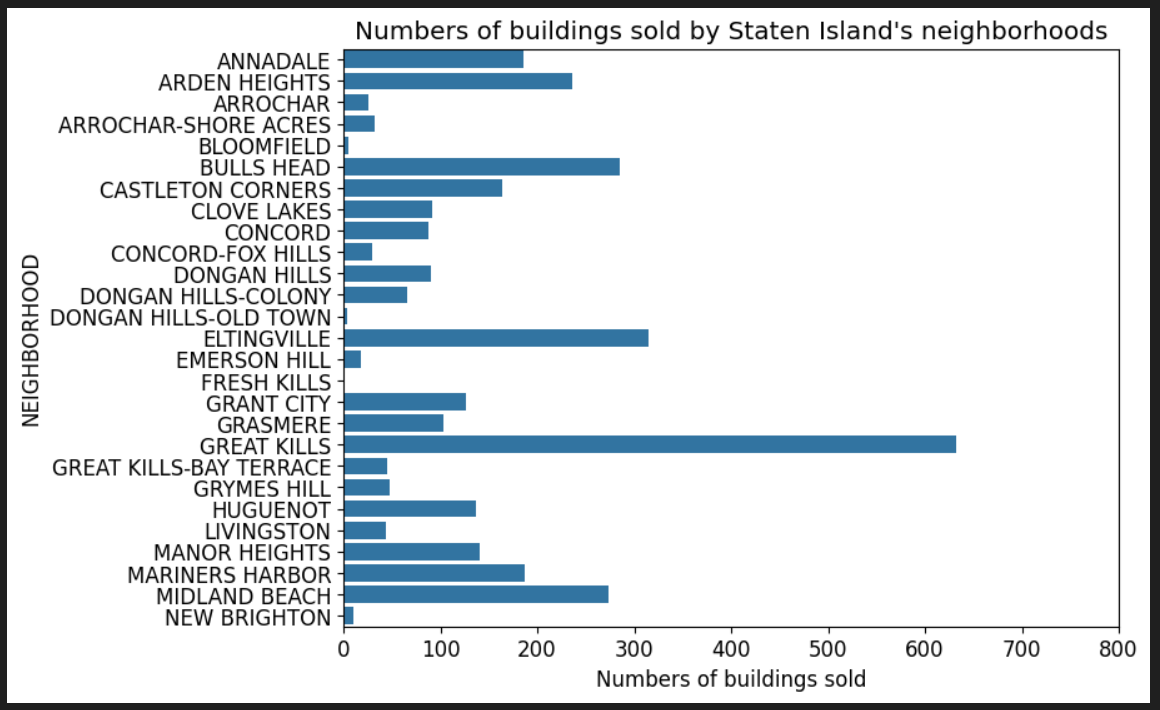 Numbers of buildings sold by Staten Island's neighborhoods
NEIGHBORHOOD
ANNADALE
ARDEN HEIGHTS
ARROCHAR
ARROCHAR-SHORE ACRES
BLOOMFIELD
BULLS HEAD
CASTLETON CORNERS
CLOVE LAKES
CONCORD
CONCORD-FOX HILLS
DONGAN HILLS
DONGAN HILLS-COLONY
DONGAN HILLS-OLD TOWN
ELTINGVILLE
EMERSON HILL
FRESH KILLS
GRANT CITY
GRASMERE
GREAT KILLS
GREAT KILLS-BAY TERRACE
GRYMES HILL
HUGUENOT
LIVINGSTON
MANOR HEIGHTS
MARINERS HARBOR
MIDLAND BEACH
NEW BRIGHTON
0 100 200 300 400 500 600 700 800
Numbers of buildings sold